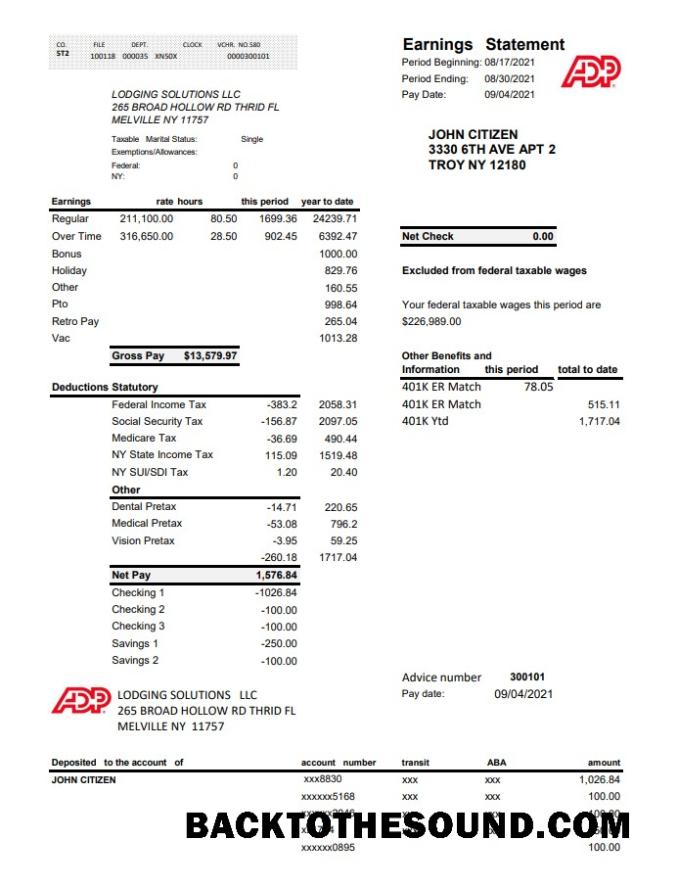 CO. FILE DEPT. CLOCK VCHR. NO.580
ST2 100118 000035 XN50X 0000300101
Earnings Statement
Period Beginning: 08/17/2021
Period Ending: 08/30/2021
Pay Date: 09/04/2021
ADP
LODGING SOLUTIONS LLC
265 BROAD HOLLOW RD THRID FL
MELVILLE NY 11757
Taxable Marital Status: Single
Exemptions/Allowances:
Federal: 0
NY: 0
JOHN CITIZEN
3330 6TH AVE APT 2
TROY NY 12180
Earnings rate hours this period year to date
Regular 211,100.00 80.50 1699.36 24239.71
Over Time 316,650.00 28.50 902.45 6392.47
Bonus 1000.00
Holiday 829.76
Other 160.55
Pto 998.64
Retro Pay 265.04
Vac 1013.28
Gross Pay $13,579.97
Net Check 0.00
Excluded from federal taxable wages
Your federal taxable wages this period are
$226,989.00
Other Benefits and
Information this period total to date
401K ER Match 78.05
401K ER Match 515.11
401K Ytd 1,717.04
Deductions Statutory
Federal Income Tax -383.2 2058.31
Social Security Tax -156.87 2097.05
Medicare Tax -36.69 490.44
NY State Income Tax 115.09 1519.48
NY SUI/SDI Tax 1.20 20.40
Other
Dental Pretax -14.71 220.65
Medical Pretax -53.08 796.2
Vision Pretax -3.95 59.25
-260.18 1717.04
Net Pay 1,576.84
Checking 1 -1026.84
Checking 2 -100.00
Checking 3 -100.00
Savings 1 -250.00
Savings 2 -100.00
Advice number 300101
Pay date: 09/04/2021
ADP
LODGING SOLUTIONS LLC
265 BROAD HOLLOW RD THRID FL
MELVILLE NY 11757
Deposited to the account of account number transit ABA amount
JOHN CITIZEN xxx8830 xxx xxx 1,026.84
xxxxxx5168 xxx xxx 100.00
BACKTOTHESOUND.COM
xxxxxx0895 100.00